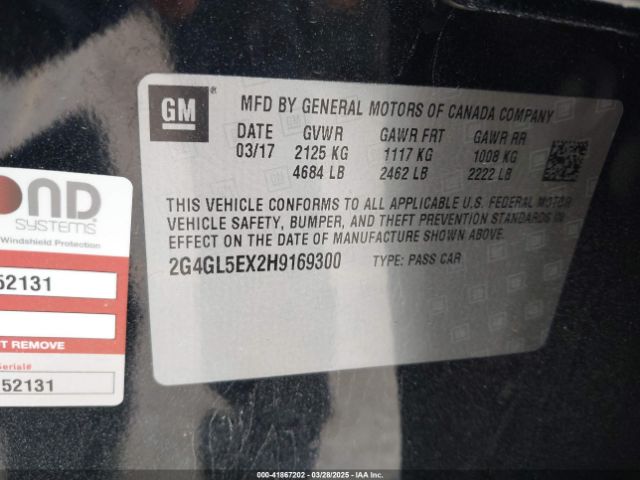 GM
MFD BY GENERAL MOTORS OF CANADA COMPANY
DATE GVWR GAWR FRT GAWR RR
03/17 2125 KG 1117 KG 1008 KG
4684 LB 2462 LB 2222 LB
THIS VEHICLE CONFORMS TO ALL APPLICABLE U.S. FEDERAL MOTOR
VEHICLE SAFETY, BUMPER, AND THEFT PREVENTION STANDARDS IN
EFFECT ON THE DATE OF MANUFACTURE SHOWN ABOVE.
2G4GL5EX2H9169300 TYPE: PASS CAR
OND
SYSTEMS
Windshield Protection
52131
T REMOVE
Serial#
52131
000-41867202 — 03/28/2025 — IAA Inc.